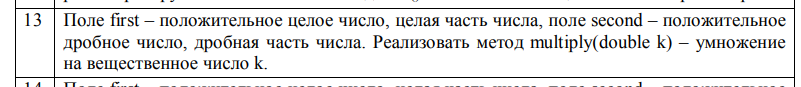 13 Поле first – положительное целое число, целая часть числа, поле second – положительное
дробное число, дробная часть числа. Реализовать метод multiply(double k) – умножение
на вещественное число k.